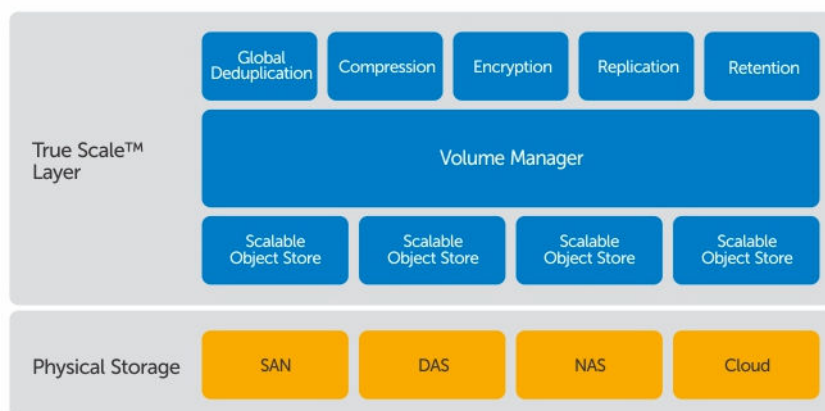 Global
Deduplication
Compression
Encryption
Replication
Retention
True Scale™
Layer
Volume Manager
Scalable
Object Store
Scalable
Object Store
Scalable
Object Store
Scalable
Object Store
Physical Storage
SAN
DAS
NAS
Cloud